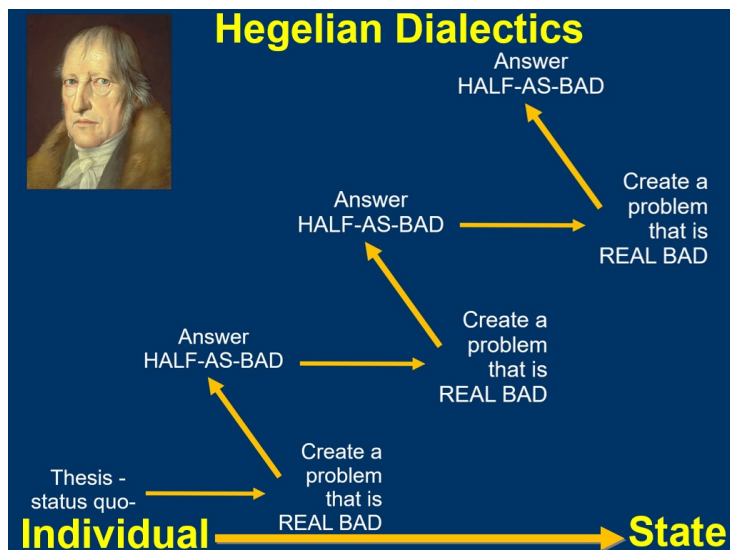 Hegelian Dialectics
Answer
HALF-AS-BAD
Create a
problem
that is
REAL BAD
Answer
HALF-AS-BAD
Create a
problem
that is
REAL BAD
Answer
HALF-AS-BAD
Create a
problem
that is
REAL BAD
Thesis -
status quo-
Individual
State